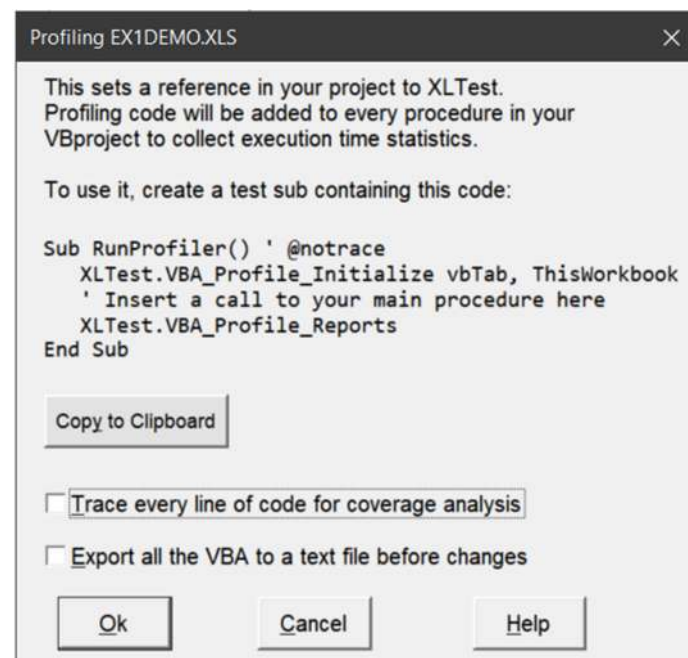 Profiling EX1DEMO.XLS
This sets a reference in your project to XLTest.
Profiling code will be added to every procedure in your
VBproject to collect execution time statistics.
To use it, create a test sub containing this code:
Sub RunProfiler() ' @notrace
XLTest.VBA_Profile_Initialize vbTab, ThisWorkbook
' Insert a call to your main procedure here
XLTest.VBA_Profile_Reports
End Sub
Copy to Clipboard
Trace every line of code for coverage analysis
Export all the VBA to a text file before changes
Ok Cancel Help